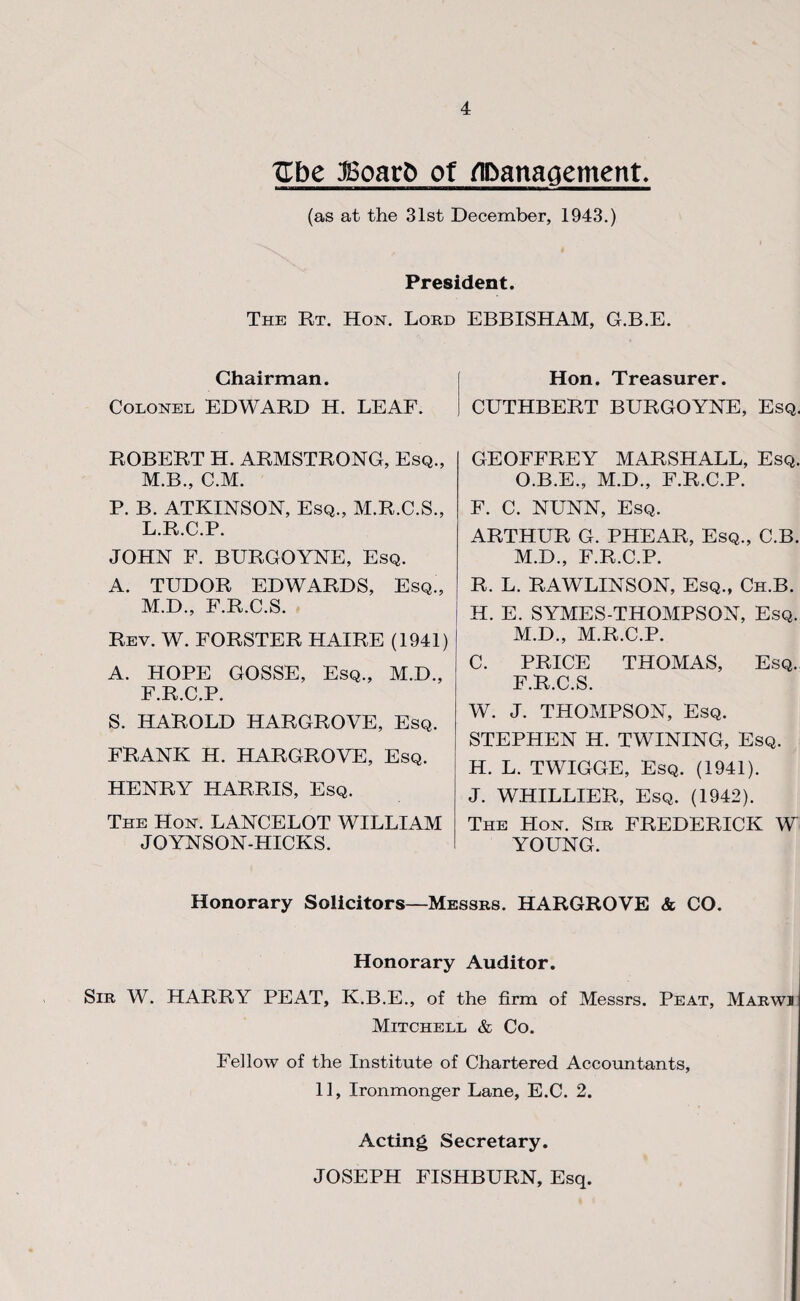 4
The Board of Management.
(as at the 31st December, 1943.)
President.
The Rt. Hon. Lord EBBISHAM, G.B.E.
Chairman.
Colonel EDWARD H. LEAF.
Hon. Treasurer.
CUTHBERT BURGOYNE, Esq.
ROBERT H. ARMSTRONG, Esq.,
M.B., C.M.
P. B. ATKINSON, Esq., M.R.C.S.,
L.R.C.P.
JOHN F. BURGOYNE, Esq.
A. TUDOR EDWARDS, Esq.,
M.D., F.R.C.S.
Rev. W. FORSTER HAIRE (1941)
A. HOPE GOSSE, Esq., M.D.,
F.R.C.P.
S. HAROLD HARGROVE, Esq.
FRANK H. HARGROVE, Esq.
HENRY HARRIS, Esq.
The Hon. LANCELOT WILLIAM
JOYNSON-HICKS.
GEOFFREY MARSHALL, Esq.
O.B.E., M.D., F.R.C.P.
F. C. NUNN, Esq.
ARTHUR G. PHEAR, Esq., C.B.
M.D., F.R.C.P.
R. L. RAWLINSON, Esq., Ch.B.
H. E. SYMES-THOMPSON, Esq.
M.D., M.R.C.P.
C. PRICE THOMAS, Esq.
F.R.C.S.
W. J. THOMPSON, Esq.
STEPHEN H. TWINING, Esq.
H. L. TWIGGE, Esq. (1941).
J. WHILLIER, Esq. (1942).
The Hon. Sir FREDERICK W
YOUNG.
Honorary Solicitors—Messrs. HARGROVE & CO.
Honorary Auditor.
Sir W. HARRY PEAT, K.B.E., of the firm of Messrs. Peat,
Mitchell & Co.
Fellow of the Institute of Chartered Accountants,
11, Ironmonger Lane, E.C. 2.
Acting Secretary.
JOSEPH FISHBURN, Esq.